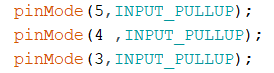 pinMode(5,INPUT_PULLUP);
pinMode(4 ,INPUT_PULLUP);
pinMode(3,INPUT_PULLUP);